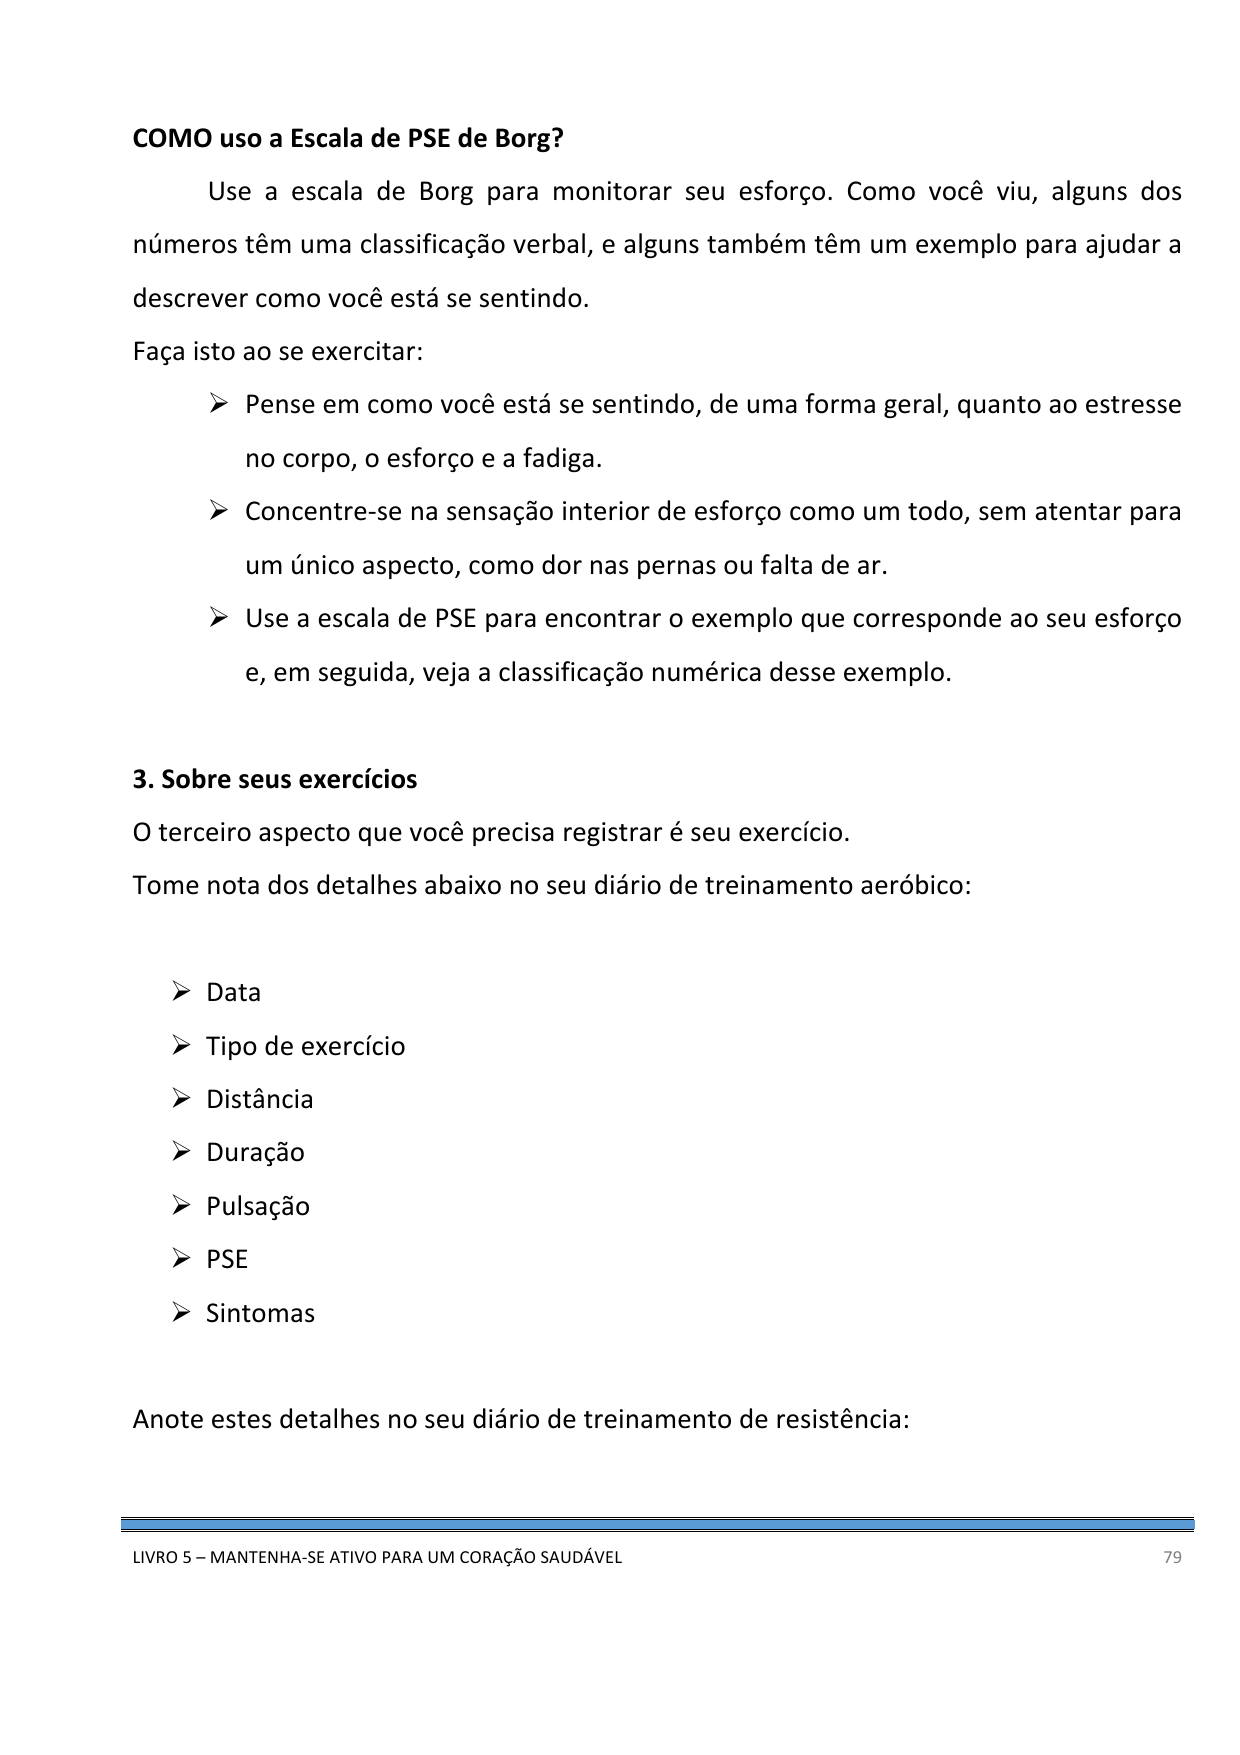 COMO uso a Escala de PSE de Borg?
Use a escala de Borg para monitorar seu esforço. Como você viu, alguns dos
números têm uma classificação verbal, e alguns também têm um exemplo para ajudar a
descrever como você está se sentindo.
Faça isto ao se exercitar:
➢ Pense em como você está se sentindo, de uma forma geral, quanto ao estresse
no corpo, o esforço e a fadiga.
➢ Concentre-se na sensação interior de esforço como um todo, sem atentar para
um único aspecto, como dor nas pernas ou falta de ar.
➢ Use a escala de PSE para encontrar o exemplo que corresponde ao seu esforço
e, em seguida, veja a classificação numérica desse exemplo.
3. Sobre seus exercícios
O terceiro aspecto que você precisa registrar é seu exercício.
Tome nota dos detalhes abaixo no seu diário de treinamento aeróbico:
➢ Data
➢ Tipo de exercício
➢ Distância
➢ Duração
➢ Pulsação
➢ PSE
➢ Sintomas
Anote estes detalhes no seu diário de treinamento de resistência:
LIVRO 5 – MANTENHA-SE ATIVO PARA UM CORAÇÃO SAUDÁVEL 79